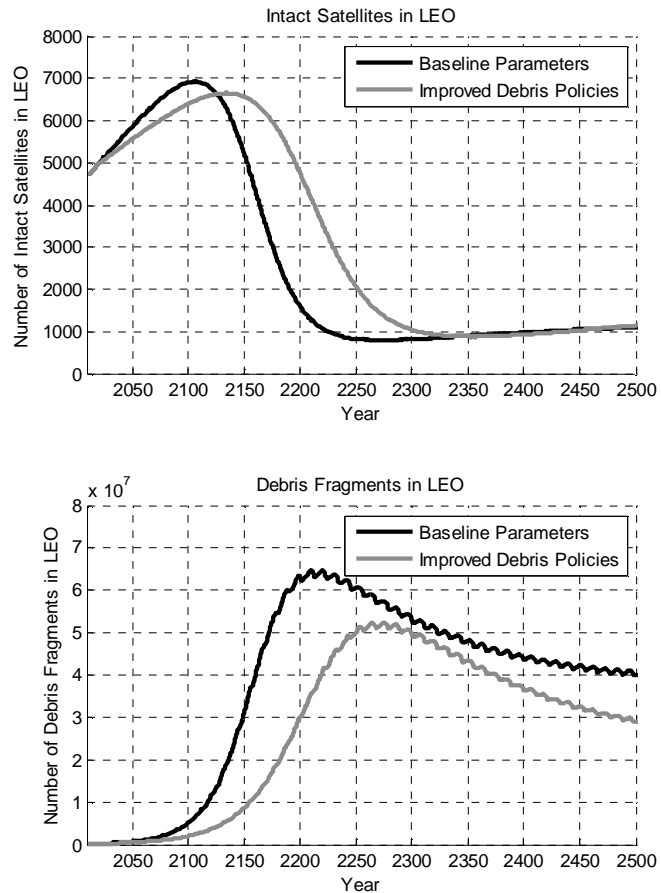 Intact Satellites in LEO
8000
7000
6000
5000
4000
3000
2000
1000
0
Number of Intact Satellites in LEO
Baseline Parameters
Improved Debris Policies
2050 2100 2150 2200 2250 2300 2350 2400 2450 2500
Year
x 10^7
Debris Fragments in LEO
8
7
6
5
4
3
2
1
0
Number of Debris Fragments in LEO
Baseline Parameters
Improved Debris Policies
2050 2100 2150 2200 2250 2300 2350 2400 2450 2500
Year